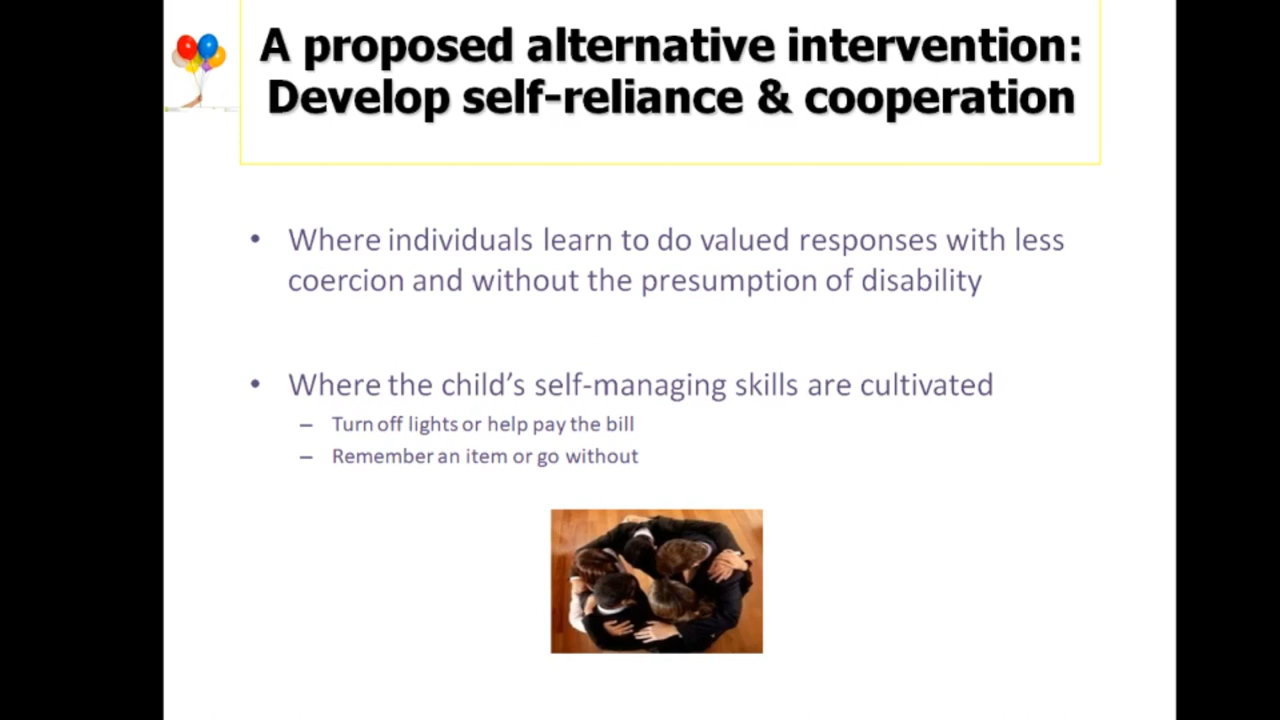 A proposed alternative intervention:
Develop self-reliance & cooperation
• Where individuals learn to do valued responses with less
coercion and without the presumption of disability
• Where the child’s self-managing skills are cultivated
– Turn off lights or help pay the bill
– Remember an item or go without